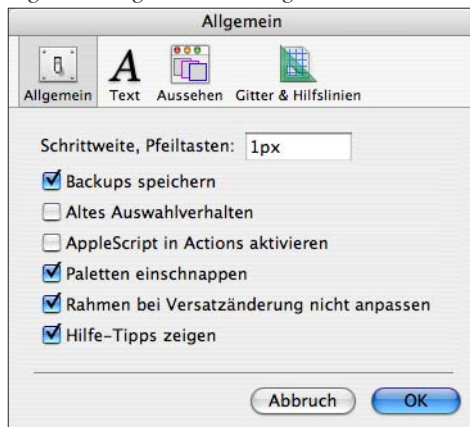 Allgemein
Allgemein Text Aussehen Gitter & Hilfslinien
Schrittweite, Pfeiltasten: 1px
Backups speichern
Altes Auswahlverhalten
AppleScript in Actions aktivieren
Paletten einschnappen
Rahmen bei Versatzänderung nicht anpassen
Hilfe-Tipps zeigen
Abbruch OK